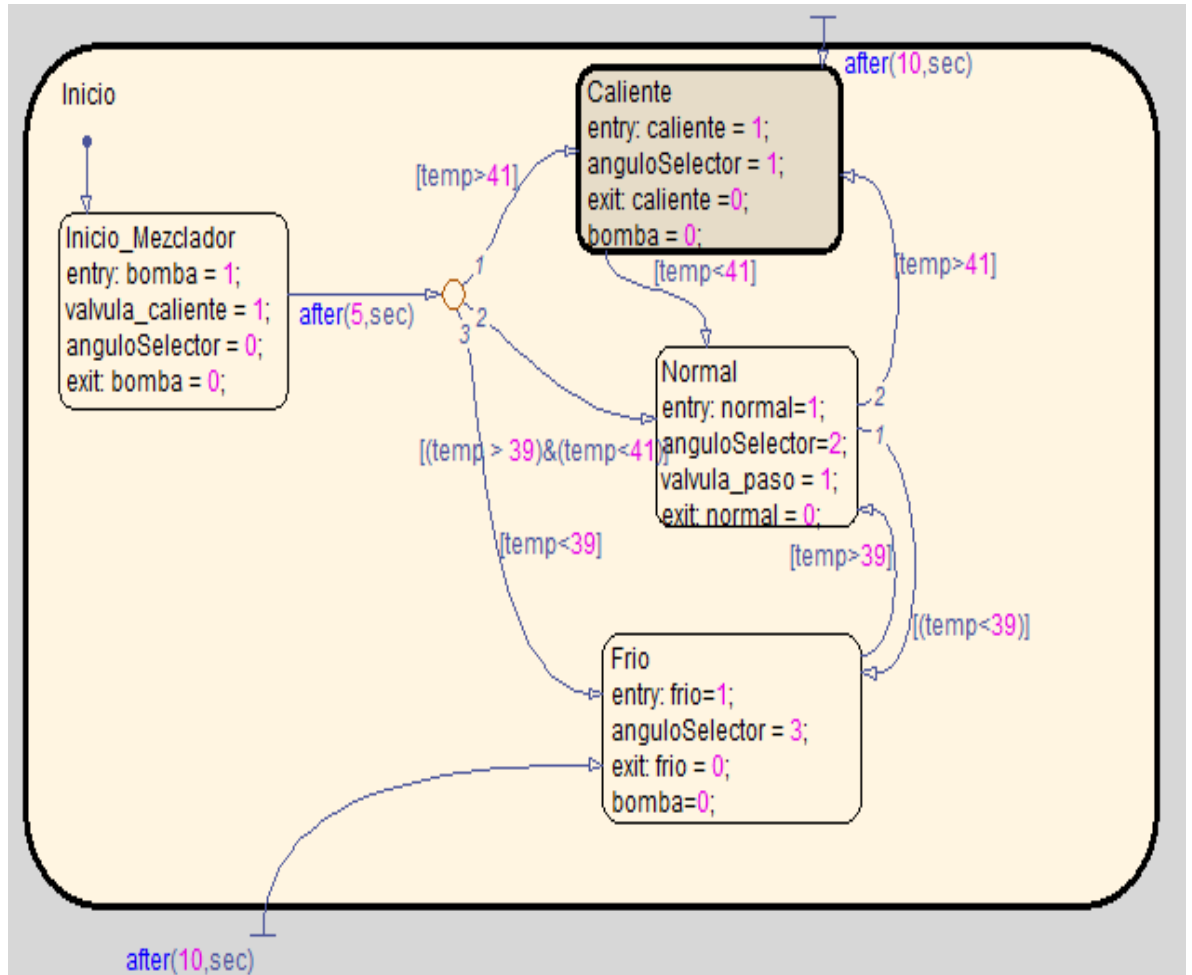 after(10,sec)
Inicio
Caliente
entry: caliente = 1;
anguloSelector = 1;
exit: caliente =0;
bomba = 0;
[temp>41]
1
Inicio_Mezclador
entry: bomba = 1;
valvula_caliente = 1;
anguloSelector = 0;
exit: bomba = 0;
after(5,sec)
2
3
[temp<41]
[temp>41]
Normal
entry: normal=1;
anguloSelector=2;
valvula_paso = 1;
exit: normal = 0;
2
1
[(temp > 39)&(temp<41)]
[temp<39]
[temp>39]
[(temp<39)]
Frio
entry: frio=1;
anguloSelector = 3;
exit: frio = 0;
bomba=0;
after(10,sec)